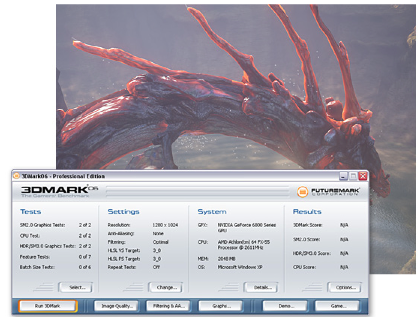 3DMark06 - Professional Edition
3DMARK 06
The Gamers' Benchmark
FUTUREMARK
CORPORATION
Tests
SM2.0 Graphics Tests: 2 of 2
CPU Test: 2 of 2
HDR/SM3.0 Graphics Tests: 2 of 2
Feature Tests: 0 of 7
Batch Size Tests: 0 of 6
Select...
Settings
Resolution: 1280 x 1024
Anti-Aliasing: None
Filtering: Optimal
HLSL VS Target: 3_0
HLSL PS Target: 3_0
Repeat Tests: Off
Change...
System
GPU: NVIDIA GeForce 6800 Series
GPU
CPU: AMD Athlon(tm) 64 FX-55
Processor @ 2611MHz
MEM: 2048 MB
OS: Microsoft Windows XP
Details...
Results
3DMark Score: N/A
SM2.0 Score: N/A
HDR/SM3.0 Score: N/A
CPU Score: N/A
Options...
Run 3DMark
Image Quality...
Filtering & AA...
Graphs...
Demo...
Game...